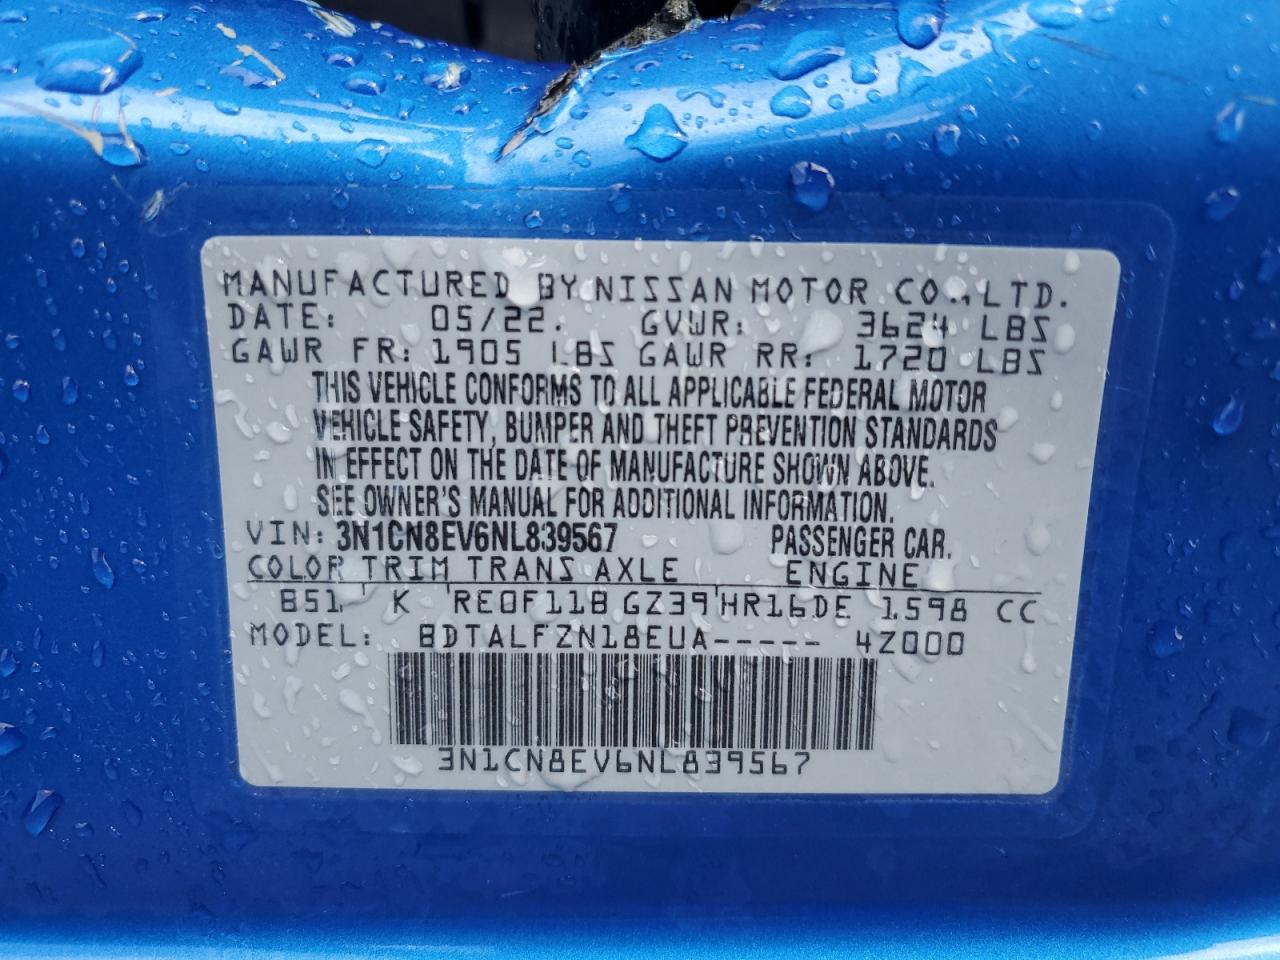 MANUFACTURED BY NISSAN MOTOR CO., LTD.
DATE: 05/22. GVWR: 3624 LBS
GAWR FR: 1905 LBS GAWR RR: 1720 LBS
THIS VEHICLE CONFORMS TO ALL APPLICABLE FEDERAL MOTOR
VEHICLE SAFETY, BUMPER AND THEFT PREVENTION STANDARDS
IN EFFECT ON THE DATE OF MANUFACTURE SHOWN ABOVE.
SEE OWNER'S MANUAL FOR ADDITIONAL INFORMATION.
VIN: 3N1CN8EV6NL839567 PASSENGER CAR.
COLOR TRIM TRANS AXLE ENGINE
B51 K RE0F11B GZ39 HR16DE 1598 CC
MODEL: BDTALFZN18EUA----- 4Z000
3N1CN8EV6NL839567